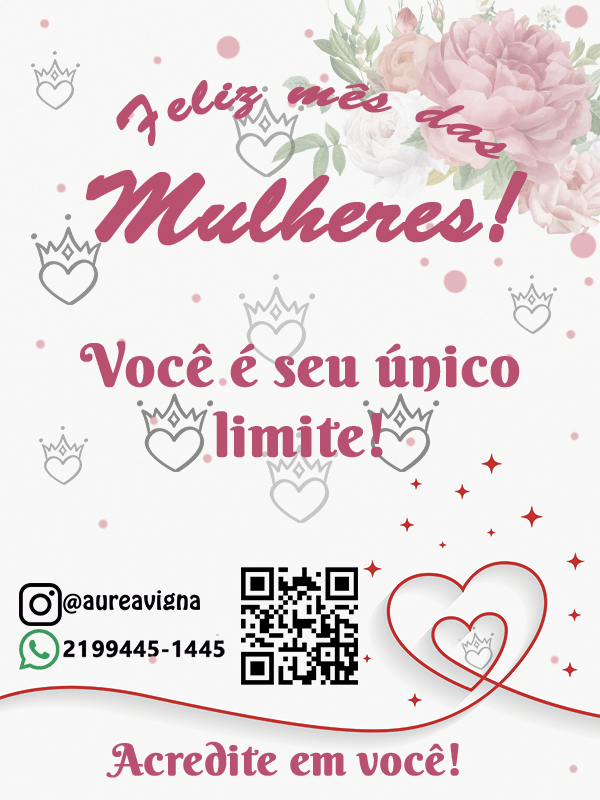 Feliz mês das
Mulheres!
Você é seu único
limite!
@aureavigna
2199445-1445
Acredite em você!